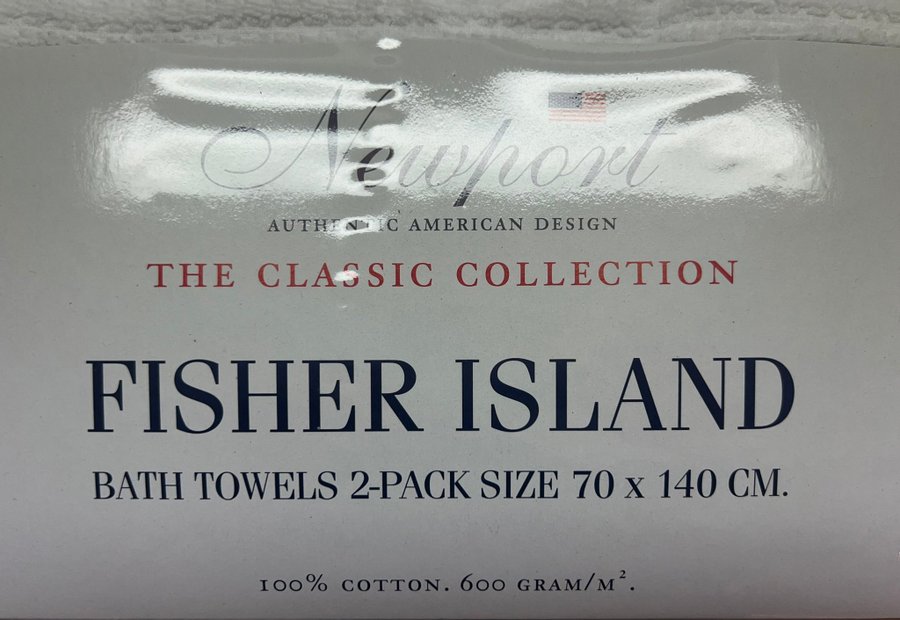 Newport
AUTHENTIC AMERICAN DESIGN
THE CLASSIC COLLECTION
FISHER ISLAND
BATH TOWELS 2-PACK SIZE 70 x 140 CM.
100% COTTON. 600 GRAM/M².